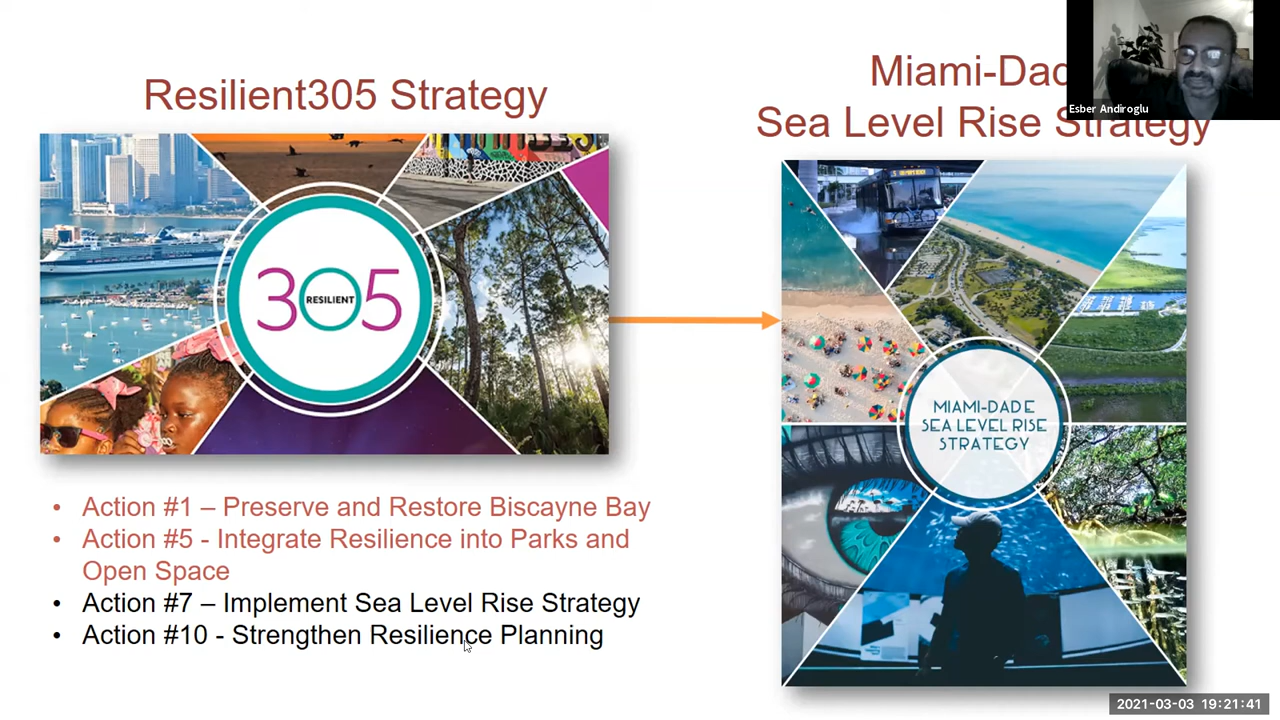 Resilient305 Strategy
Miami-Dad
Sea Level Rise Strategy
Esber Andiroglu
305
RESILIENT
MIAMI-DADE
SEA LEVEL RISE
STRATEGY
• Action #1 – Preserve and Restore Biscayne Bay
• Action #5 - Integrate Resilience into Parks and
Open Space
• Action #7 – Implement Sea Level Rise Strategy
• Action #10 - Strengthen Resilience Planning
2021-03-03 19:21:41